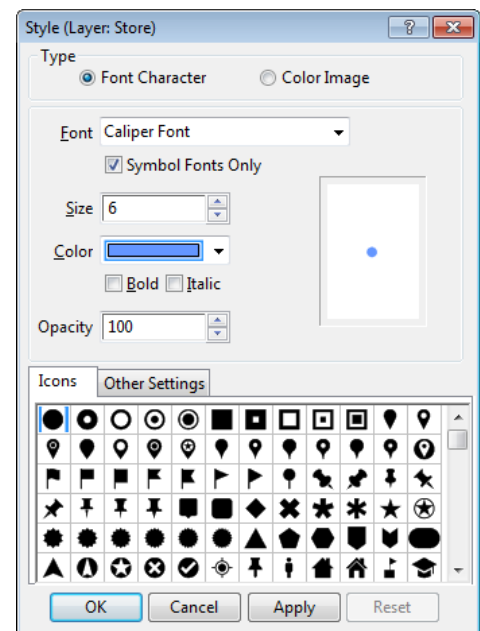 Style (Layer: Store)
Type
Font Character
Color Image
Font Caliper Font
Symbol Fonts Only
Size 6
Color
Bold Italic
Opacity 100
Icons Other Settings
OK Cancel Apply Reset